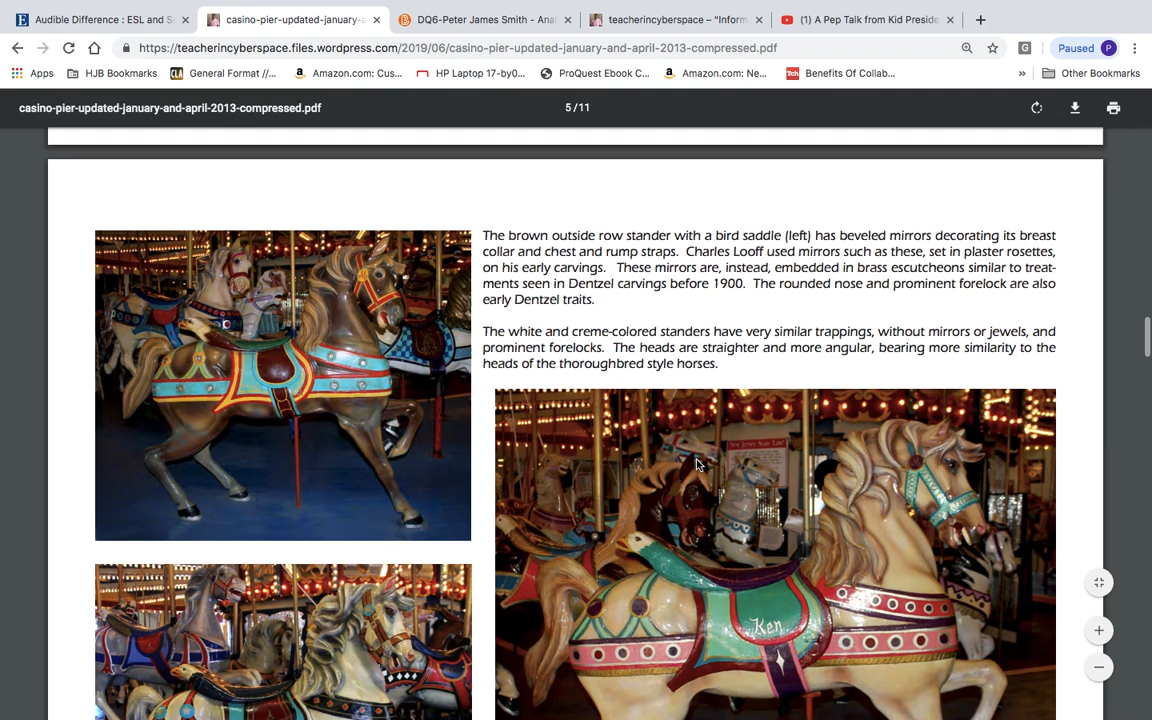 Audible Difference : ESL and S
casino-pier-updated-january-a
DQ6-Peter James Smith - Anal
teacherincyberspace – "Inform
(1) A Pep Talk from Kid Preside
https://teacherincyberspace.files.wordpress.com/2019/06/casino-pier-updated-january-and-april-2013-compressed.pdf
Paused P
Apps HJB Bookmarks General Format //... Amazon.com: Cus... HP Laptop 17-by0... ProQuest Ebook C... Amazon.com: Ne... Benefits Of Collab... » Other Bookmarks
casino-pier-updated-january-and-april-2013-compressed.pdf 5 / 11
The brown outside row stander with a bird saddle (left) has beveled mirrors decorating its breast
collar and chest and rump straps. Charles Looff used mirrors such as these, set in plaster rosettes,
on his early carvings. These mirrors are, instead, embedded in brass escutcheons similar to treat-
ments seen in Dentzel carvings before 1900. The rounded nose and prominent forelock are also
early Dentzel traits.
The white and creme-colored standers have very similar trappings, without mirrors or jewels, and
prominent forelocks. The heads are straighter and more angular, bearing more similarity to the
heads of the thoroughbred style horses.
Ken